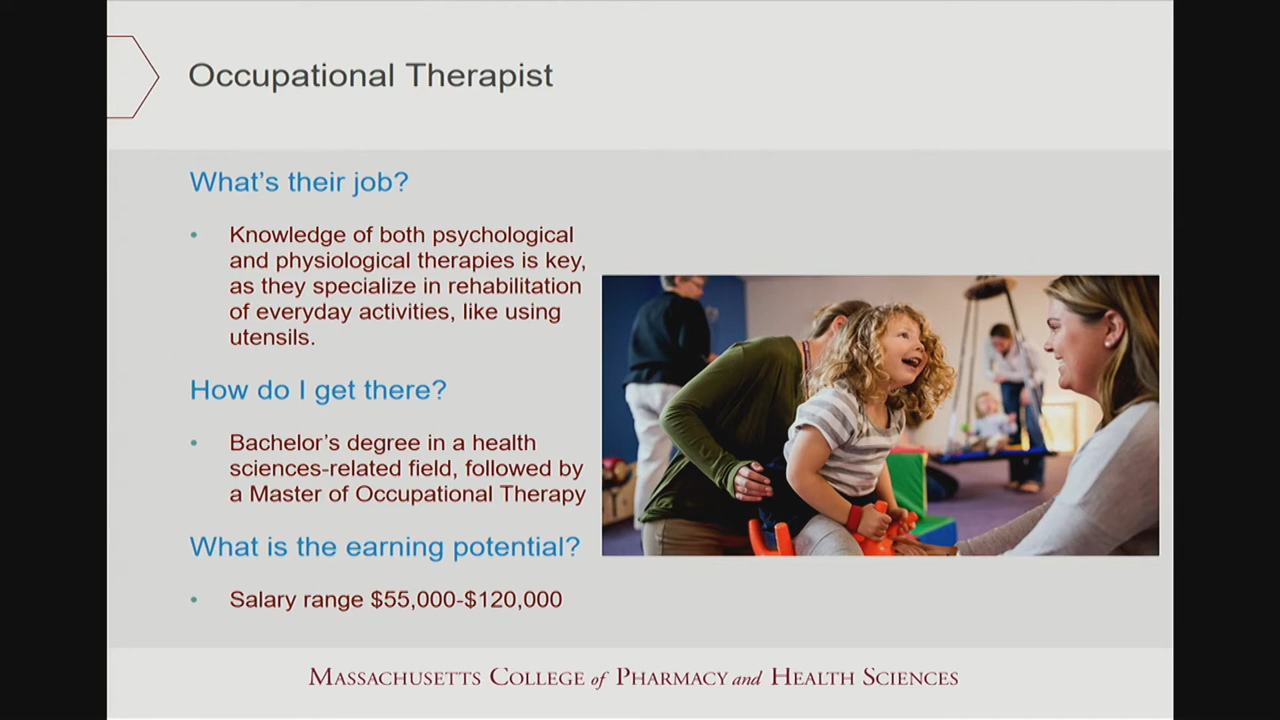 Occupational Therapist
What's their job?
• Knowledge of both psychological
and physiological therapies is key,
as they specialize in rehabilitation
of everyday activities, like using
utensils.
How do I get there?
• Bachelor's degree in a health
sciences-related field, followed by
a Master of Occupational Therapy
What is the earning potential?
• Salary range $55,000-$120,000
MASSACHUSETTS COLLEGE of PHARMACY and HEALTH SCIENCES